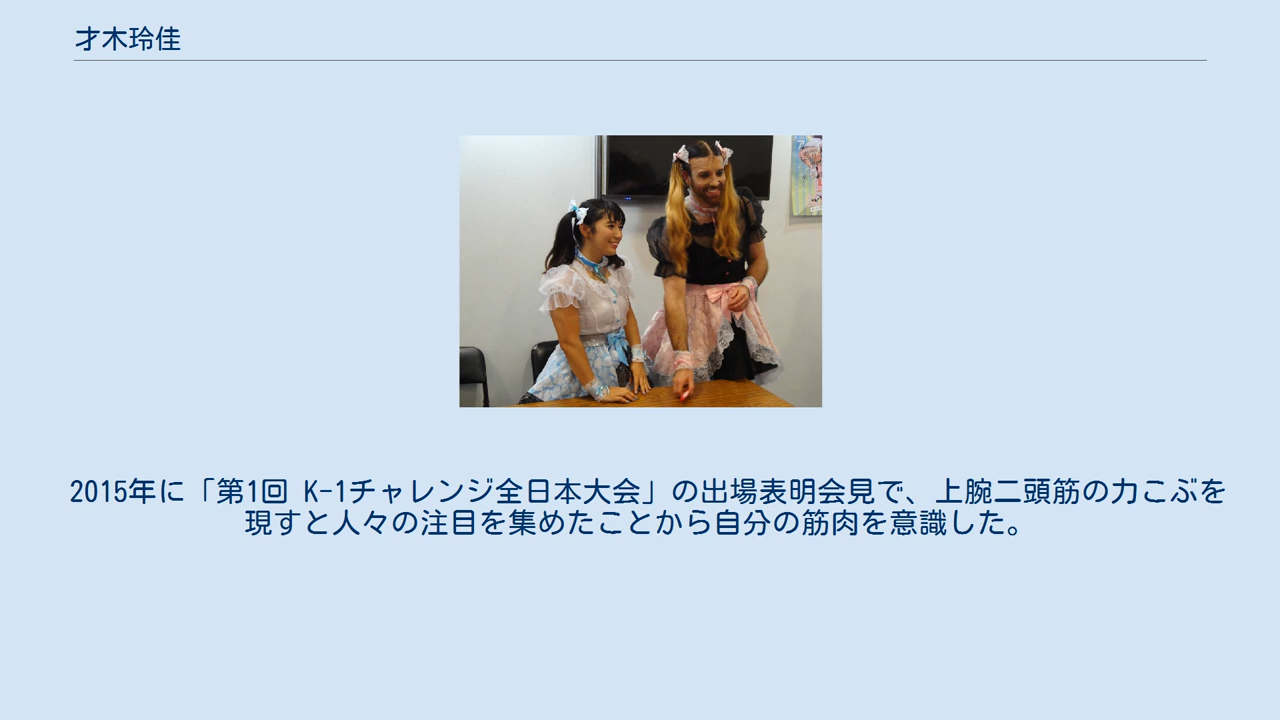 才木玲佳
2015年に「第1回 K-1チャレンジ全日本大会」の出場表明会見で、上腕二頭筋の力こぶを
現すと人々の注目を集めたことから自分の筋肉を意識した。